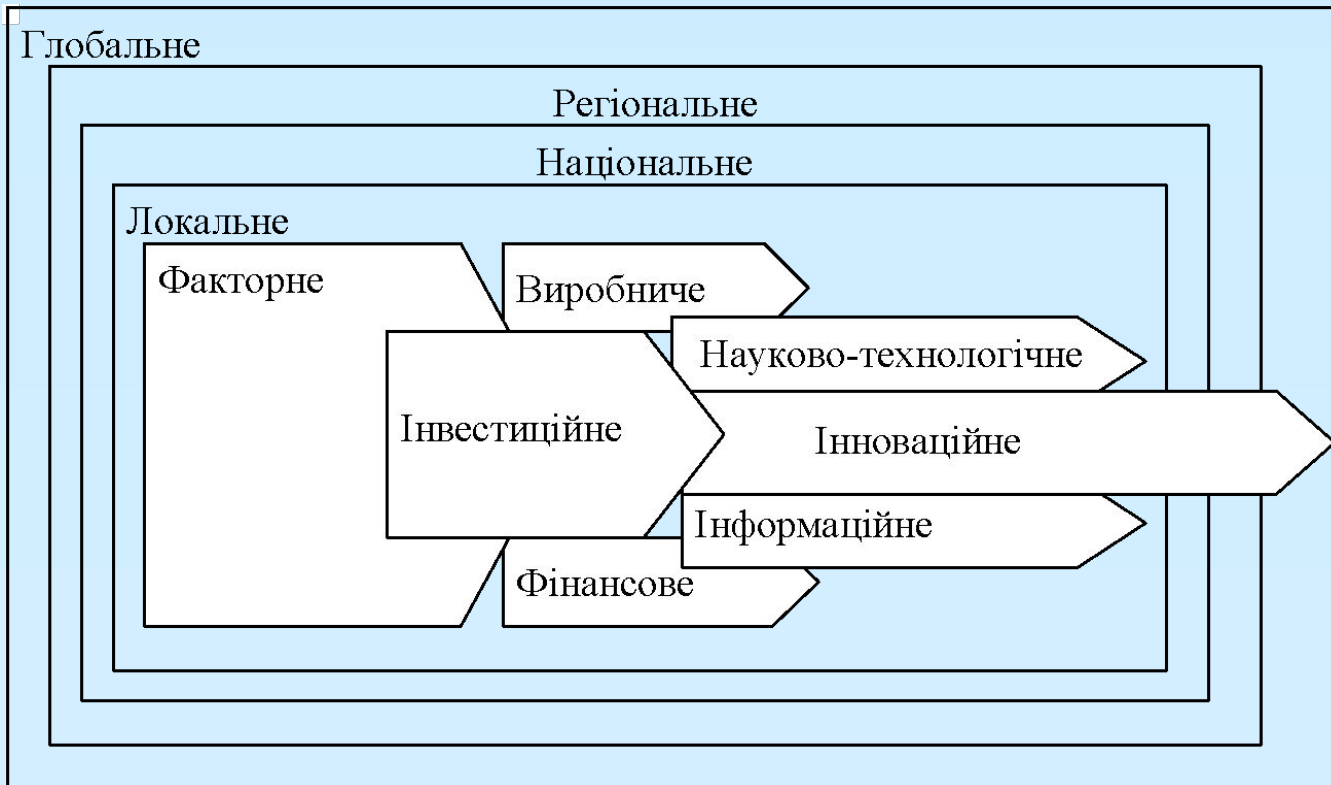 Глобальне
Регіональне
Національне
Локальне
Факторне
Виробниче
Науково-технологічне
Інвестиційне
Інноваційне
Інформаційне
Фінансове